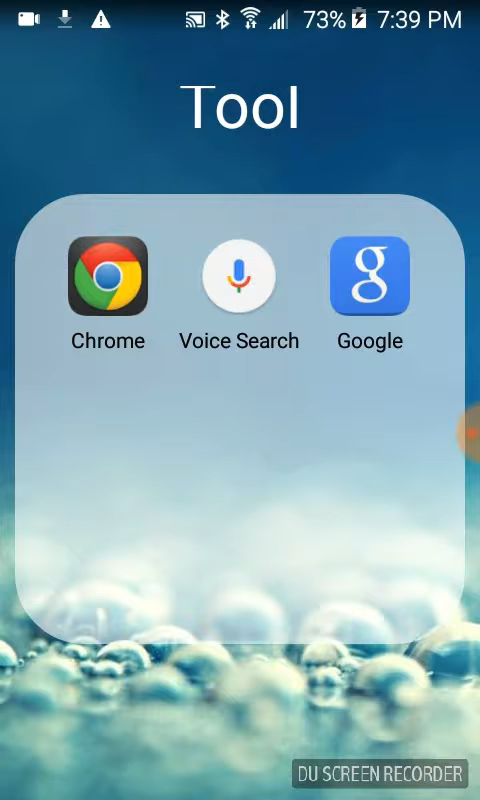 73% 7:39 PM
Tool
g
Chrome Voice Search Google
DU SCREEN RECORDER